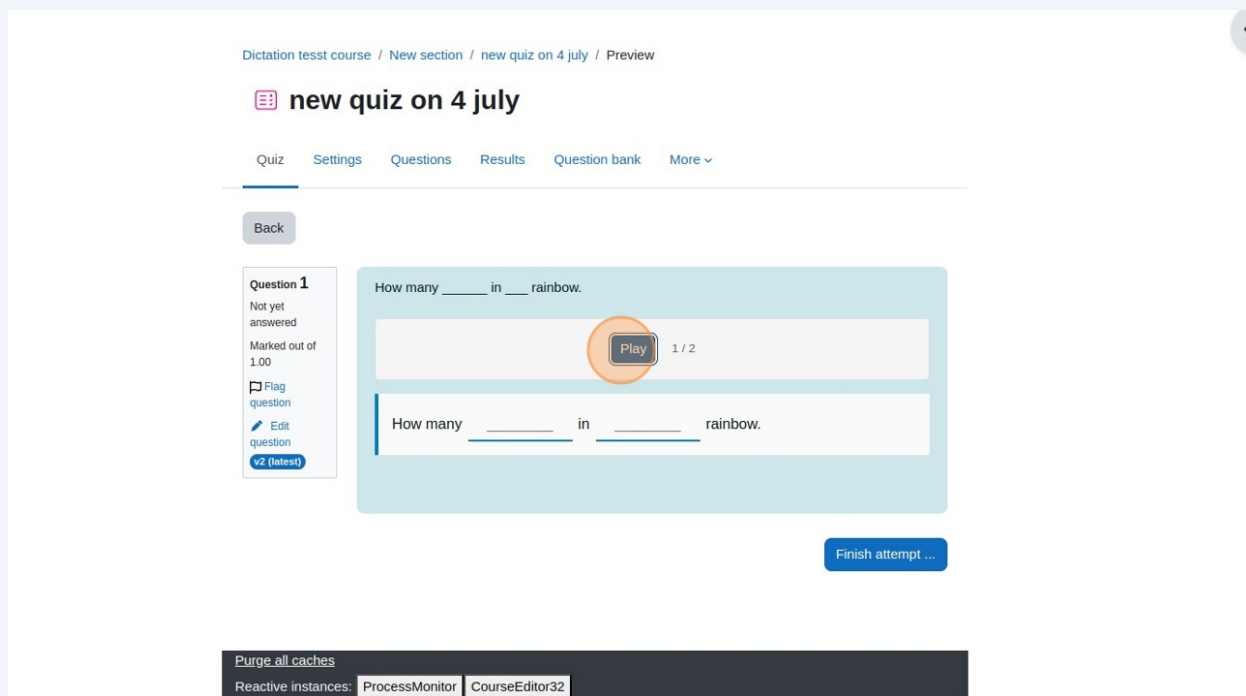 Dictation tesst course / New section / new quiz on 4 july / Preview
new quiz on 4 july
Quiz Settings Questions Results Question bank More
Back
Question 1
Not yet
answered
Marked out of
1.00
Flag
question
Edit
question
v2 (latest)
How many ______ in ___ rainbow.
Play 1 / 2
How many _________ in _________ rainbow.
Finish attempt ...
Purge all caches
Reactive instances: ProcessMonitor CourseEditor32